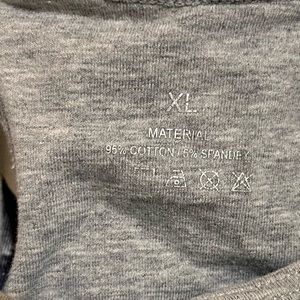 XL
MATERIAL
95% COTTON / 5% SPANDEX